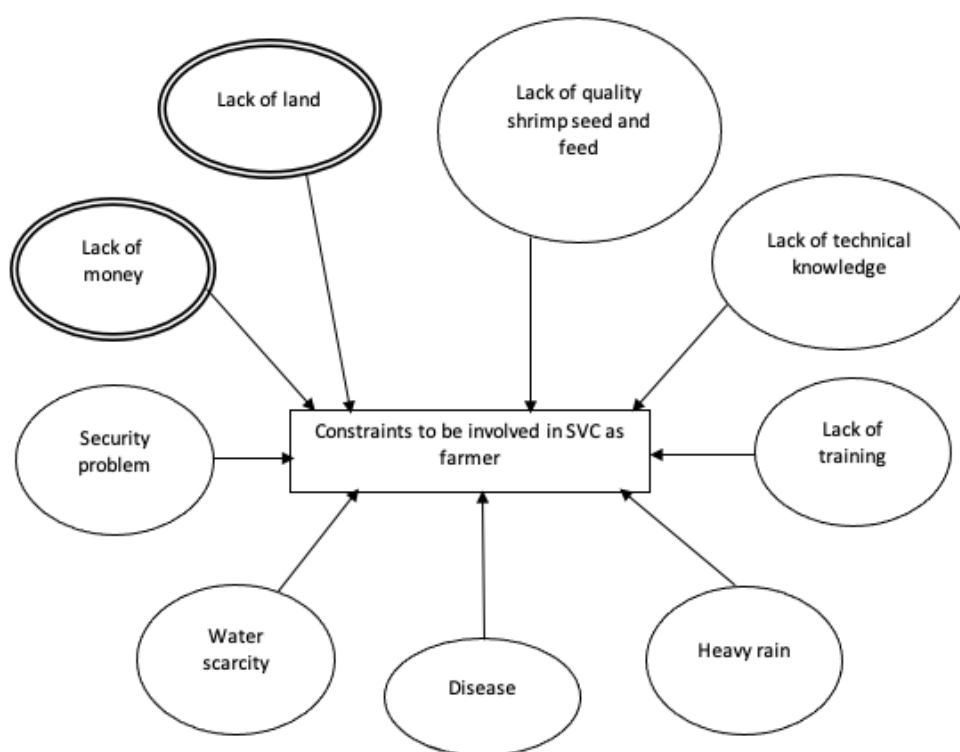 Lack of land
Lack of quality
shrimp seed and
feed
Lack of
money
Lack of technical
knowledge
Constraints to be involved in SVC as
farmer
Security
problem
Lack of
training
Water
scarcity
Disease
Heavy rain